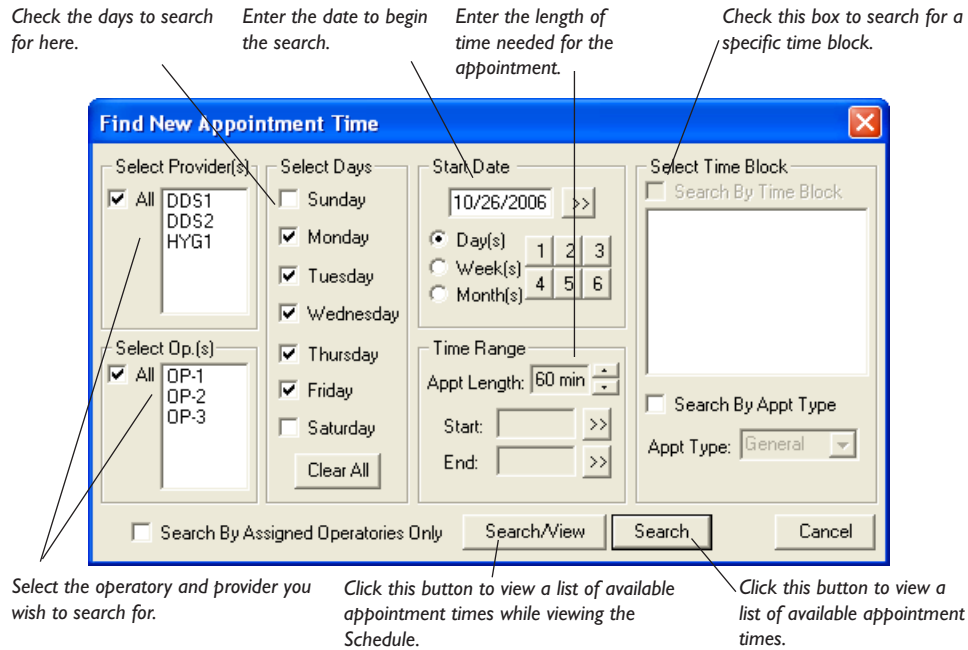 Check the days to search
for here.
Enter the date to begin
the search.
Enter the length of
time needed for the
appointment.
Check this box to search for a
specific time block.
Find New Appointment Time
Select Provider(s)
All
DDS1
DDS2
HYG1
Select Op.(s)
All
OP-1
OP-2
OP-3
Select Days
Sunday
Monday
Tuesday
Wednesday
Thursday
Friday
Saturday
Clear All
Start Date
10/26/2006 >>
Day(s)
Week(s)
Month(s)
1 2 3
4 5 6
Time Range
Appt Length: 60 min
Start: >>
End: >>
Select Time Block
Search By Time Block
Search By Appt Type
Appt Type: General
Search By Assigned Operatories Only
Search/View
Search
Cancel
Select the operatory and provider you
wish to search for.
Click this button to view a list of available
appointment times while viewing the
Schedule.
Click this button to view a
list of available appointment
times.